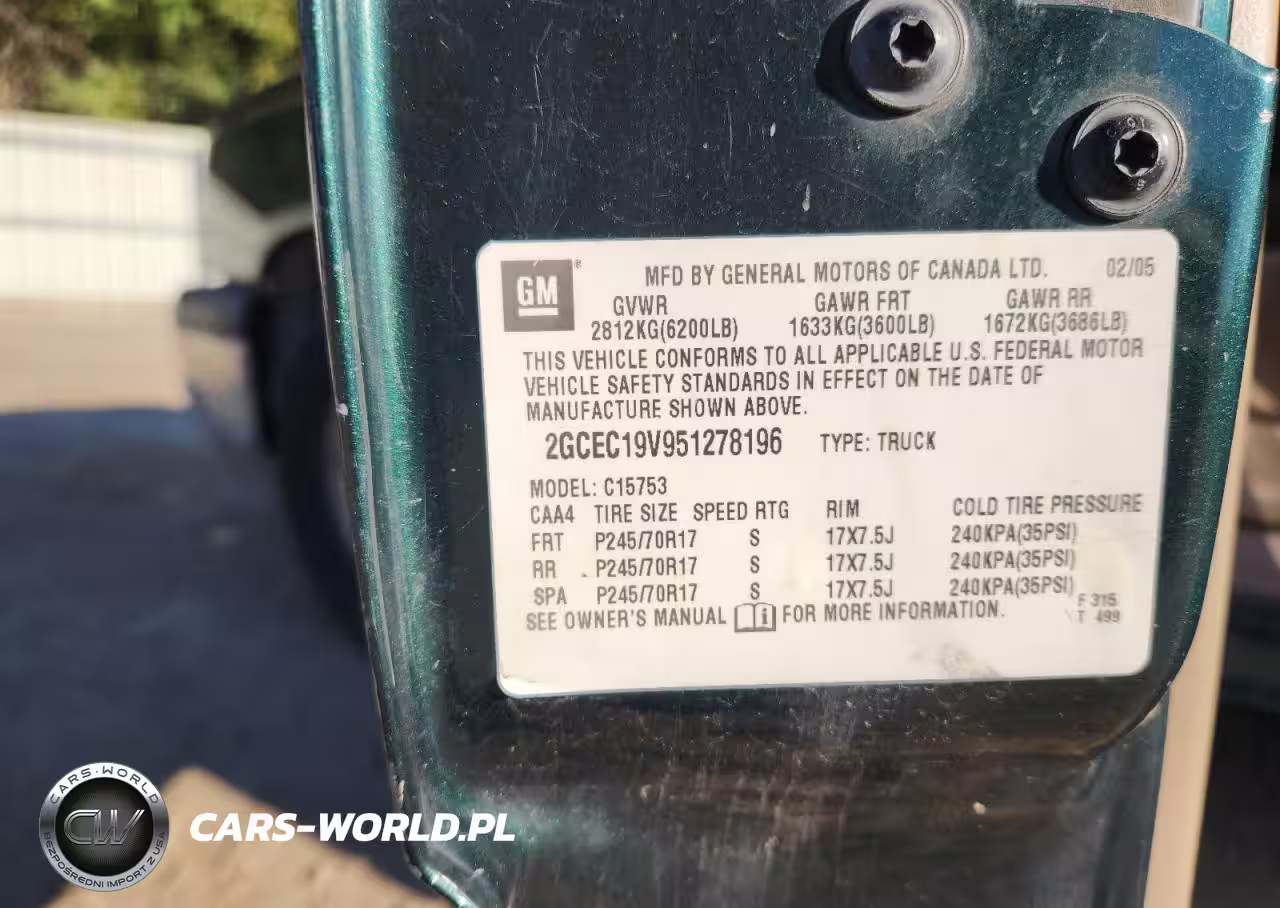 GM®
MFD BY GENERAL MOTORS OF CANADA LTD. 02/05
GVWR GAWR FRT GAWR RR
2812KG(6200LB) 1633KG(3600LB) 1672KG(3686LB)
THIS VEHICLE CONFORMS TO ALL APPLICABLE U.S. FEDERAL MOTOR
VEHICLE SAFETY STANDARDS IN EFFECT ON THE DATE OF
MANUFACTURE SHOWN ABOVE.
2GCEC19V951278196 TYPE: TRUCK
MODEL: C15753
CAA4 TIRE SIZE SPEED RTG RIM COLD TIRE PRESSURE
FRT P245/70R17 S 17X7.5J 240KPA(35PSI)
RR P245/70R17 S 17X7.5J 240KPA(35PSI)
SPA P245/70R17 S 17X7.5J 240KPA(35PSI)
F 315
SEE OWNER'S MANUAL i FOR MORE INFORMATION. T 499
CARS-WORLD
CW
BEZPOŚREDNI IMPORT Z USA
CARS-WORLD.PL